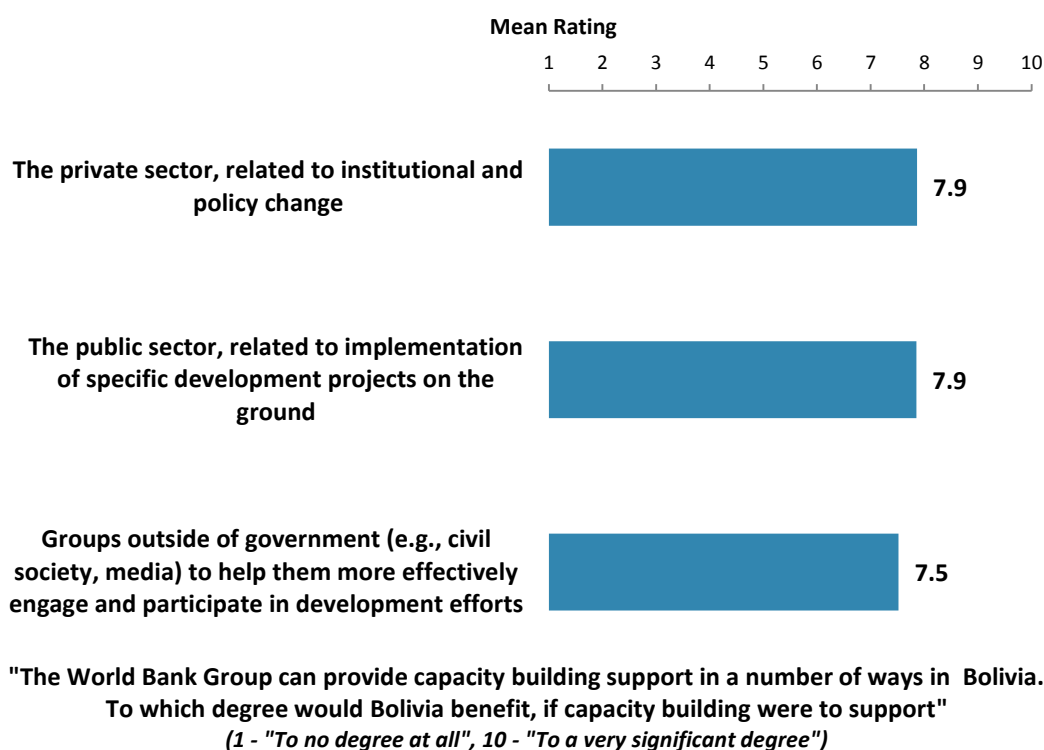 Mean Rating
1 2 3 4 5 6 7 8 9 10
The private sector, related to institutional and
policy change
7.9
The public sector, related to implementation
of specific development projects on the
ground
7.9
Groups outside of government (e.g., civil
society, media) to help them more effectively
engage and participate in development efforts
7.5
"The World Bank Group can provide capacity building support in a number of ways in  Bolivia.
To which degree would Bolivia benefit, if capacity building were to support"
(1 - "To no degree at all", 10 - "To a very significant degree")